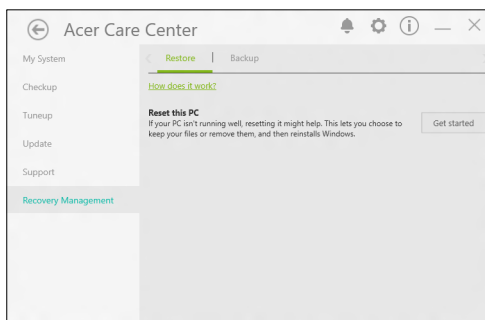 Acer Care Center
My System
Checkup
Tuneup
Update
Support
Recovery Management
Restore
Backup
How does it work?
Reset this PC
If your PC isn't running well, resetting it might help. This lets you choose to
keep your files or remove them, and then reinstalls Windows.
Get started